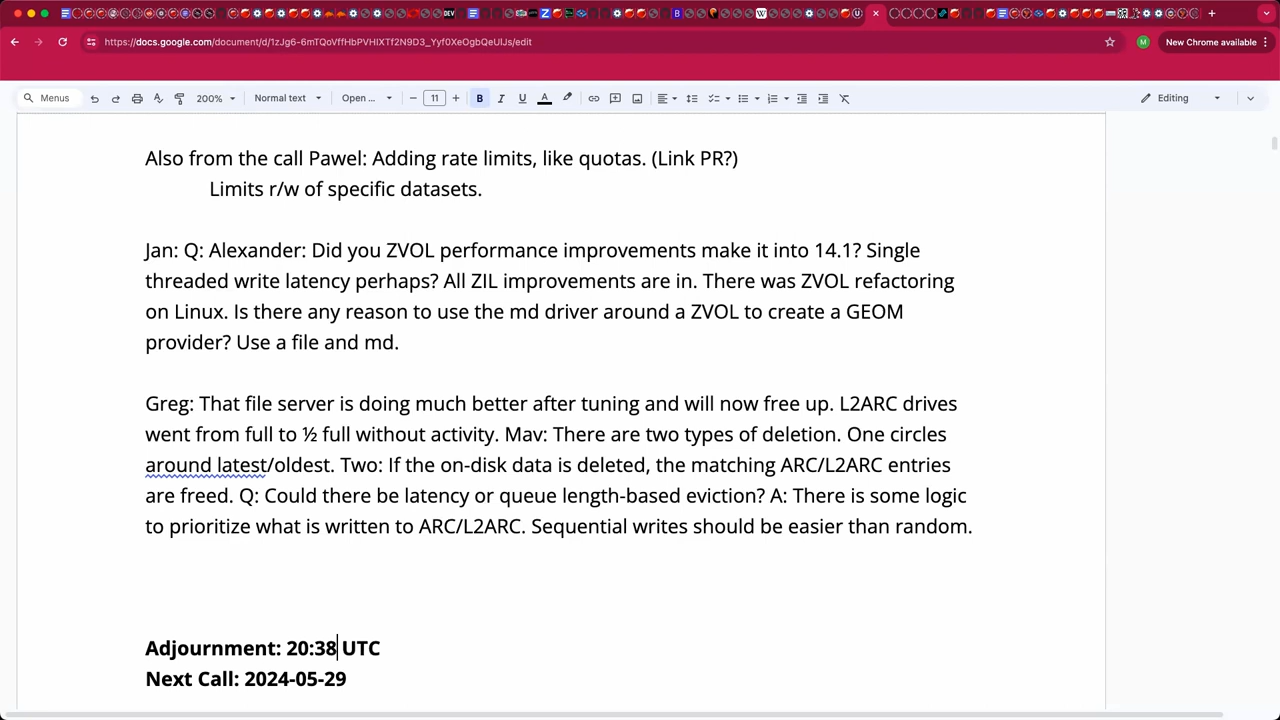 DEV
https://docs.google.com/document/d/1zJg6-6mTQoVffHbPVHIXTf2N9D3_Yyf0XeOgbQeUIJs/edit
M
New Chrome available
Menus
200%
Normal text
Open ...
11
B
I
U
A
Editing
Also from the call Pawel: Adding rate limits, like quotas. (Link PR?)
Limits r/w of specific datasets.
Jan: Q: Alexander: Did you ZVOL performance improvements make it into 14.1? Single
threaded write latency perhaps? All ZIL improvements are in. There was ZVOL refactoring
on Linux. Is there any reason to use the md driver around a ZVOL to create a GEOM
provider? Use a file and md.
Greg: That file server is doing much better after tuning and will now free up. L2ARC drives
went from full to ½ full without activity. Mav: There are two types of deletion. One circles
around latest/oldest. Two: If the on-disk data is deleted, the matching ARC/L2ARC entries
are freed. Q: Could there be latency or queue length-based eviction? A: There is some logic
to prioritize what is written to ARC/L2ARC. Sequential writes should be easier than random.
Adjournment: 20:38 UTC
Next Call: 2024-05-29